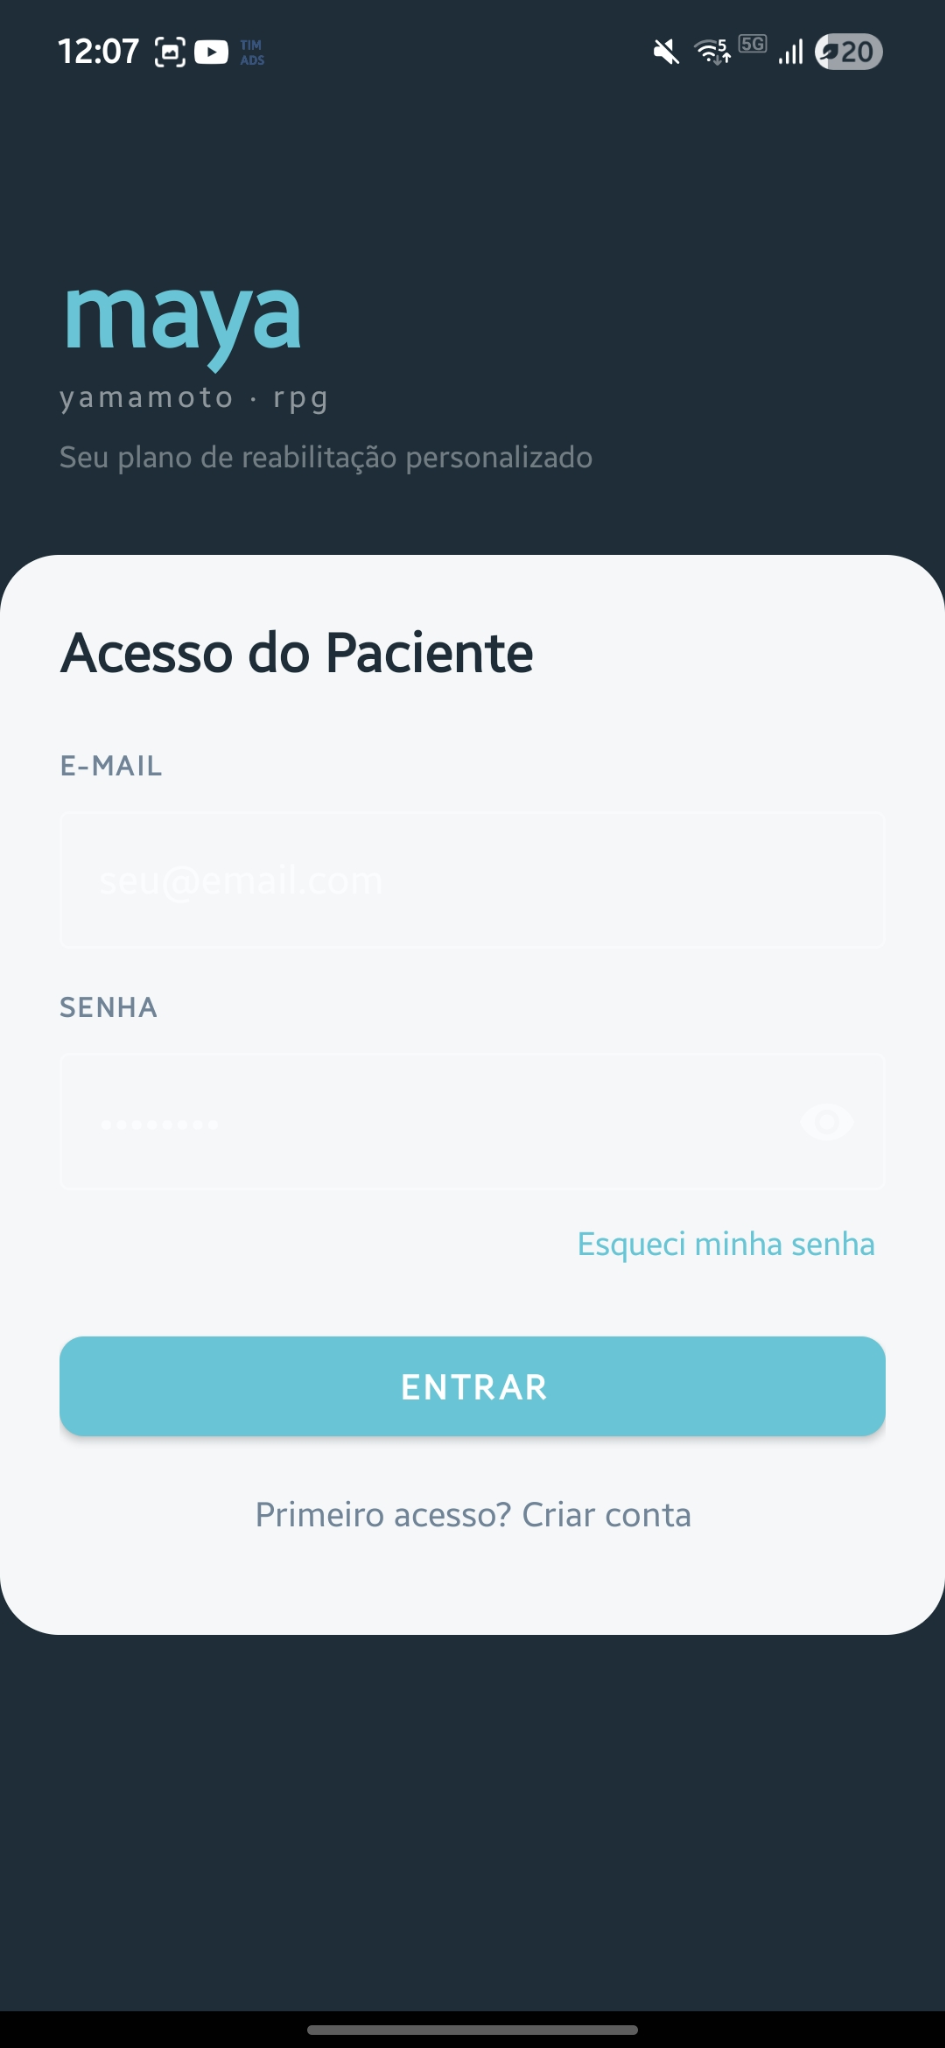 12:07
TIM
ADS
5
5G
20
maya
yamamoto · rpg
Seu plano de reabilitação personalizado
Acesso do Paciente
E-MAIL
seu@email.com
SENHA
••••••••
Esqueci minha senha
ENTRAR
Primeiro acesso? Criar conta